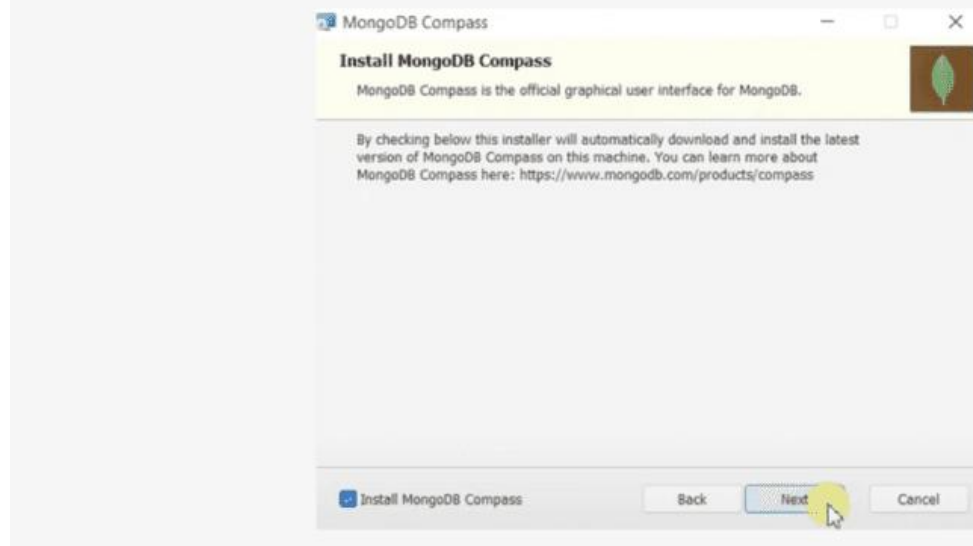 MongoDB Compass
Install MongoDB Compass
MongoDB Compass is the official graphical user interface for MongoDB.
By checking below this installer will automatically download and install the latest
version of MongoDB Compass on this machine. You can learn more about
MongoDB Compass here: https://www.mongodb.com/products/compass
Install MongoDB Compass
Back
Next
Cancel